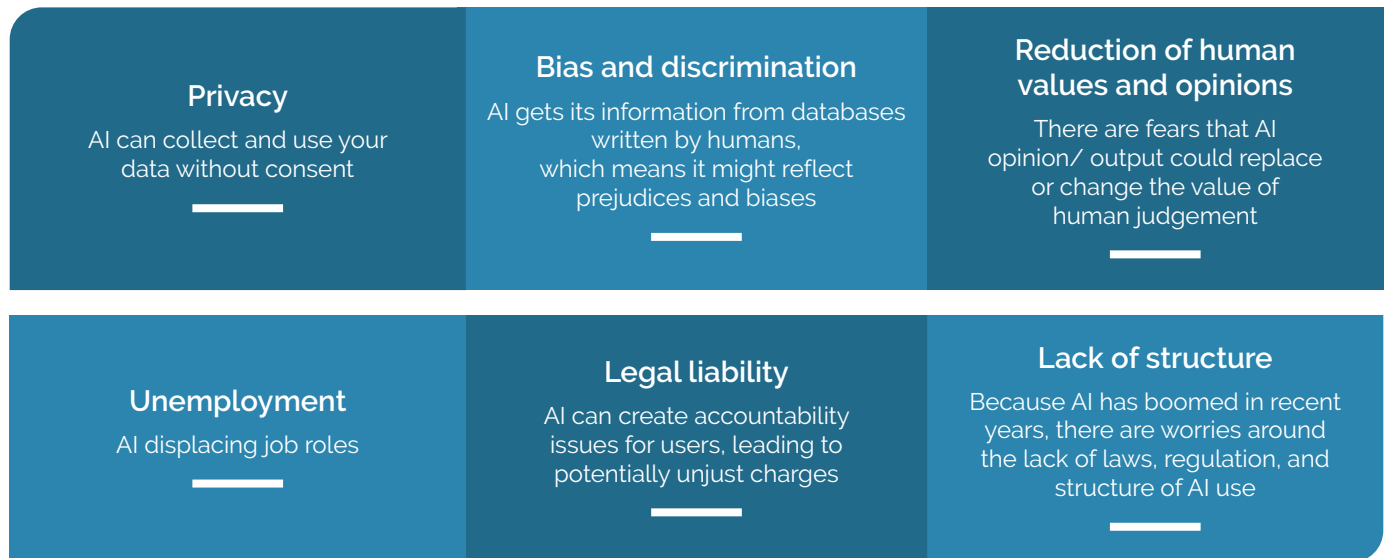 Privacy
AI can collect and use your
data without consent
Bias and discrimination
AI gets its information from databases
written by humans,
which means it might reflect
prejudices and biases
Reduction of human
values and opinions
There are fears that AI
opinion/ output could replace
or change the value of
human judgement
Unemployment
AI displacing job roles
Legal liability
AI can create accountability
issues for users, leading to
potentially unjust charges
Lack of structure
Because AI has boomed in recent
years, there are worries around
the lack of laws, regulation, and
structure of AI use